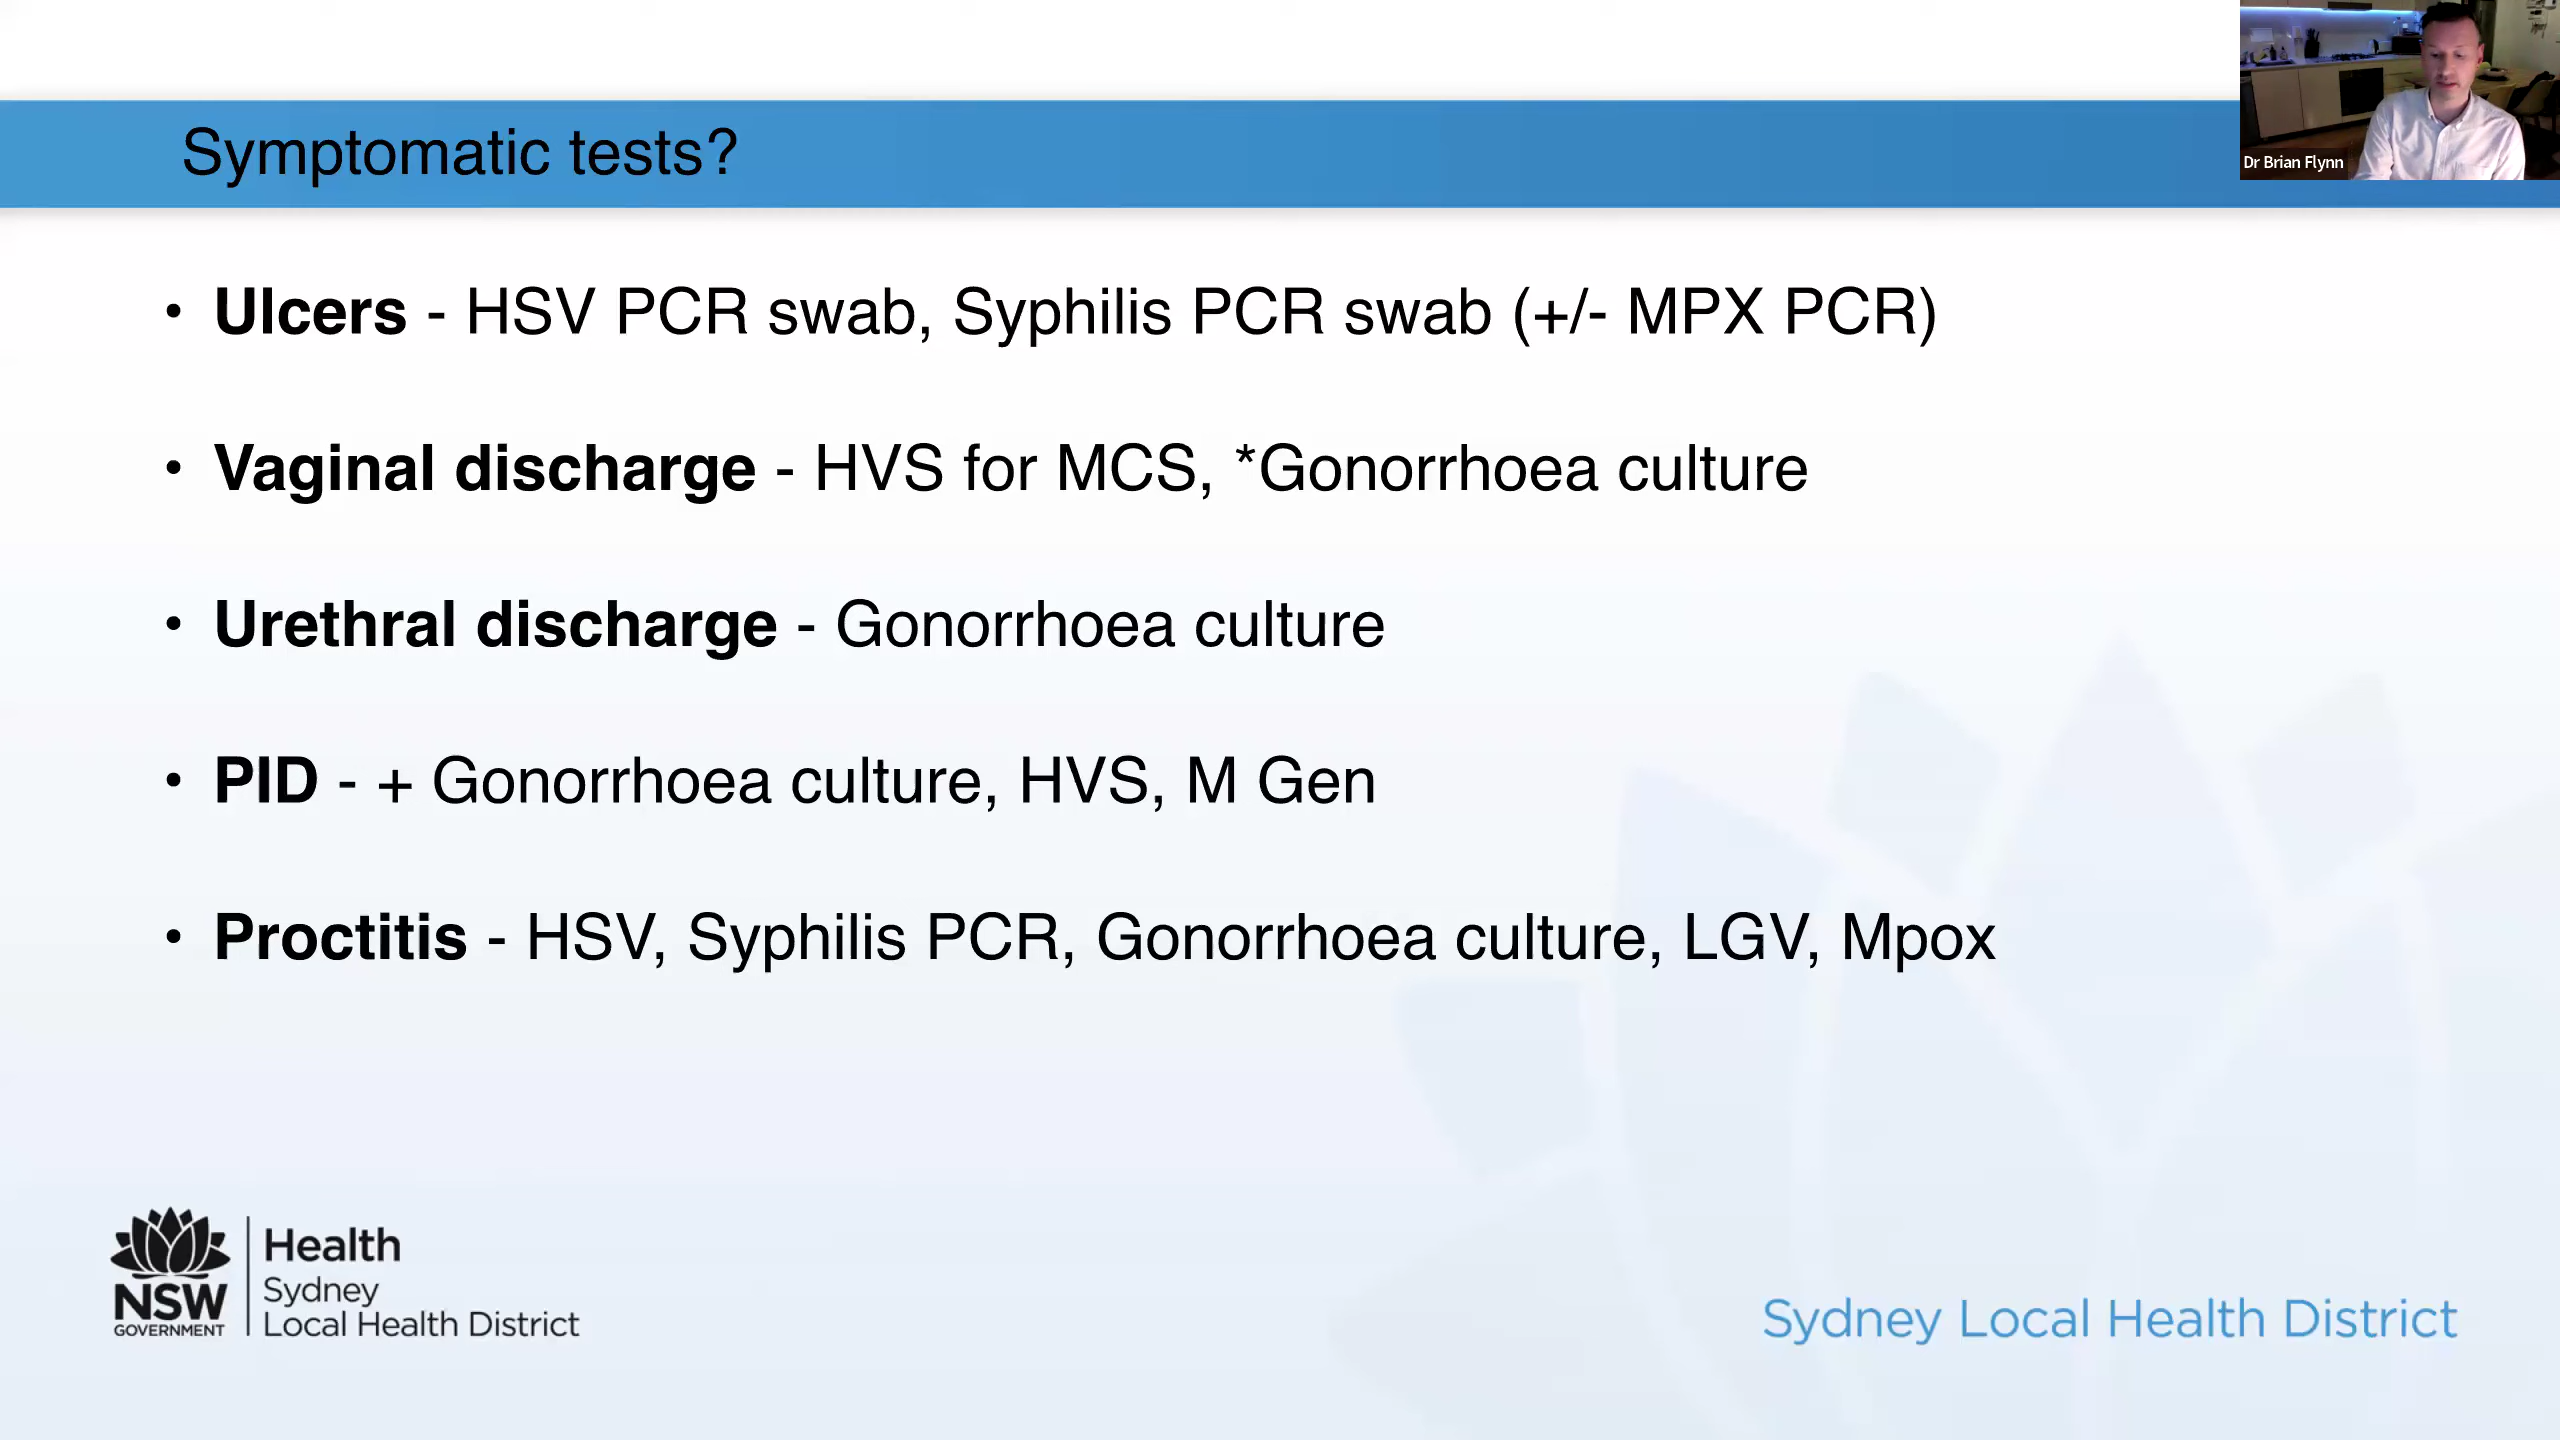 Dr Brian Flynn
Symptomatic tests?
• Ulcers - HSV PCR swab, Syphilis PCR swab (+/- MPX PCR)
• Vaginal discharge - HVS for MCS, *Gonorrhoea culture
• Urethral discharge - Gonorrhoea culture
• PID - + Gonorrhoea culture, HVS, M Gen
• Proctitis - HSV, Syphilis PCR, Gonorrhoea culture, LGV, Mpox
NSW
GOVERNMENT
Health
Sydney
Local Health District
Sydney Local Health District